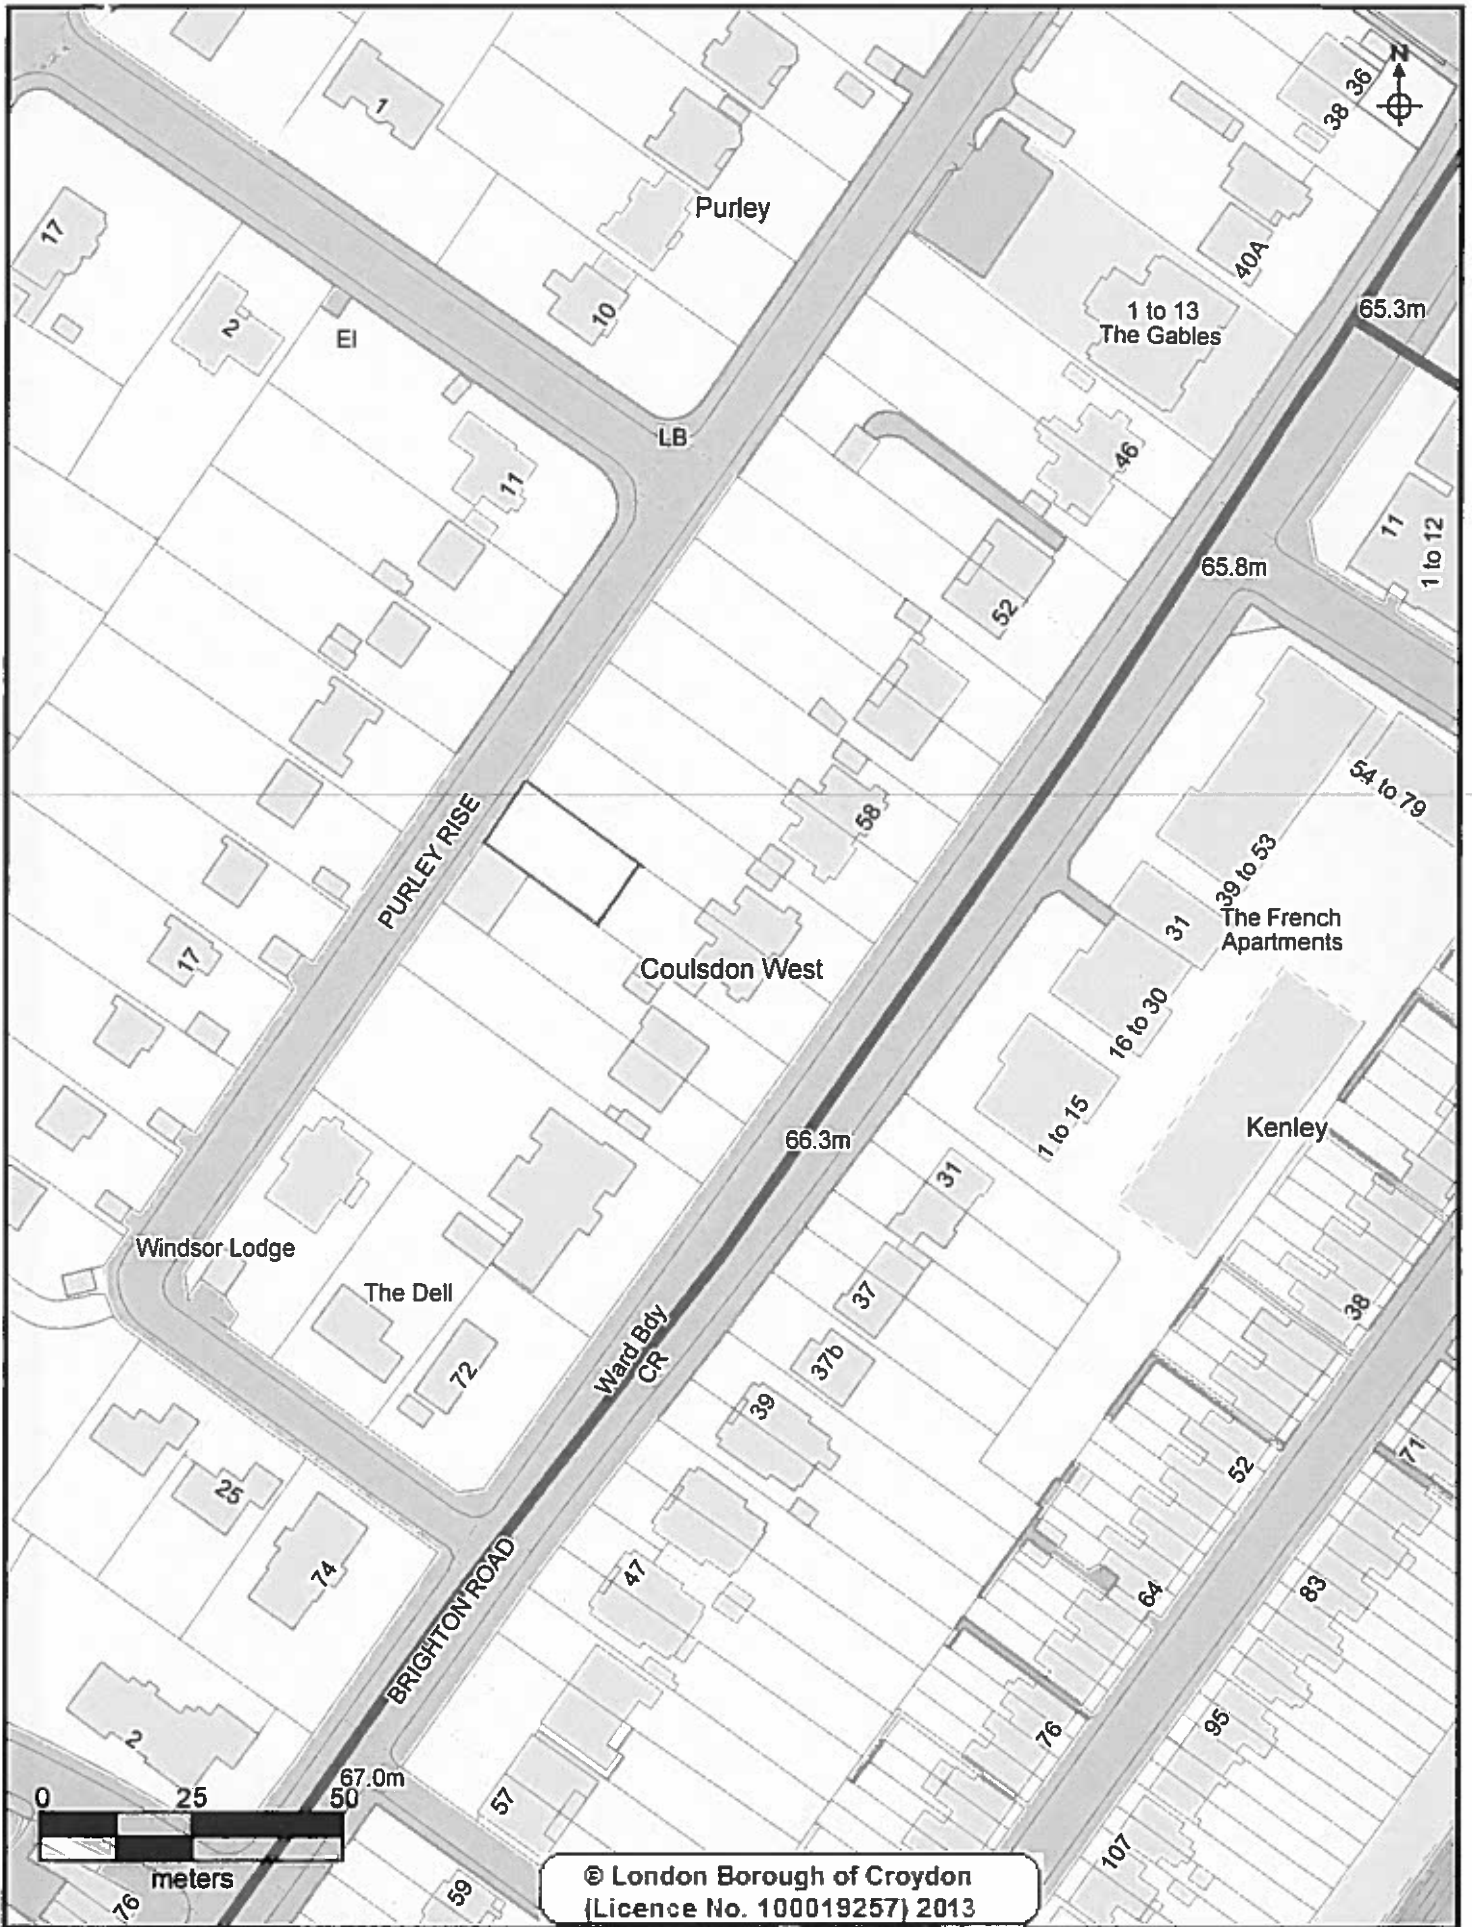 N
36
38
1
17
Purley
40A
10
2
El
1 to 13
The Gables
65.3m
LB
46
11
11
1 to 12
65.8m
52
54 to 79
58
PURLEY RISE
39 to 53
The French
Apartments
31
17
Coulsdon West
16 to 30
1 to 15
Kenley
66.3m
31
Windsor Lodge
The Dell
37
38
Ward Bdy
CR
37b
72
39
71
52
25
74
47
64
83
BRIGHTON ROAD
76
95
2
67.0m
57
0 25 50
meters
107
76
59
© London Borough of Croydon
(Licence No. 100019257) 2013